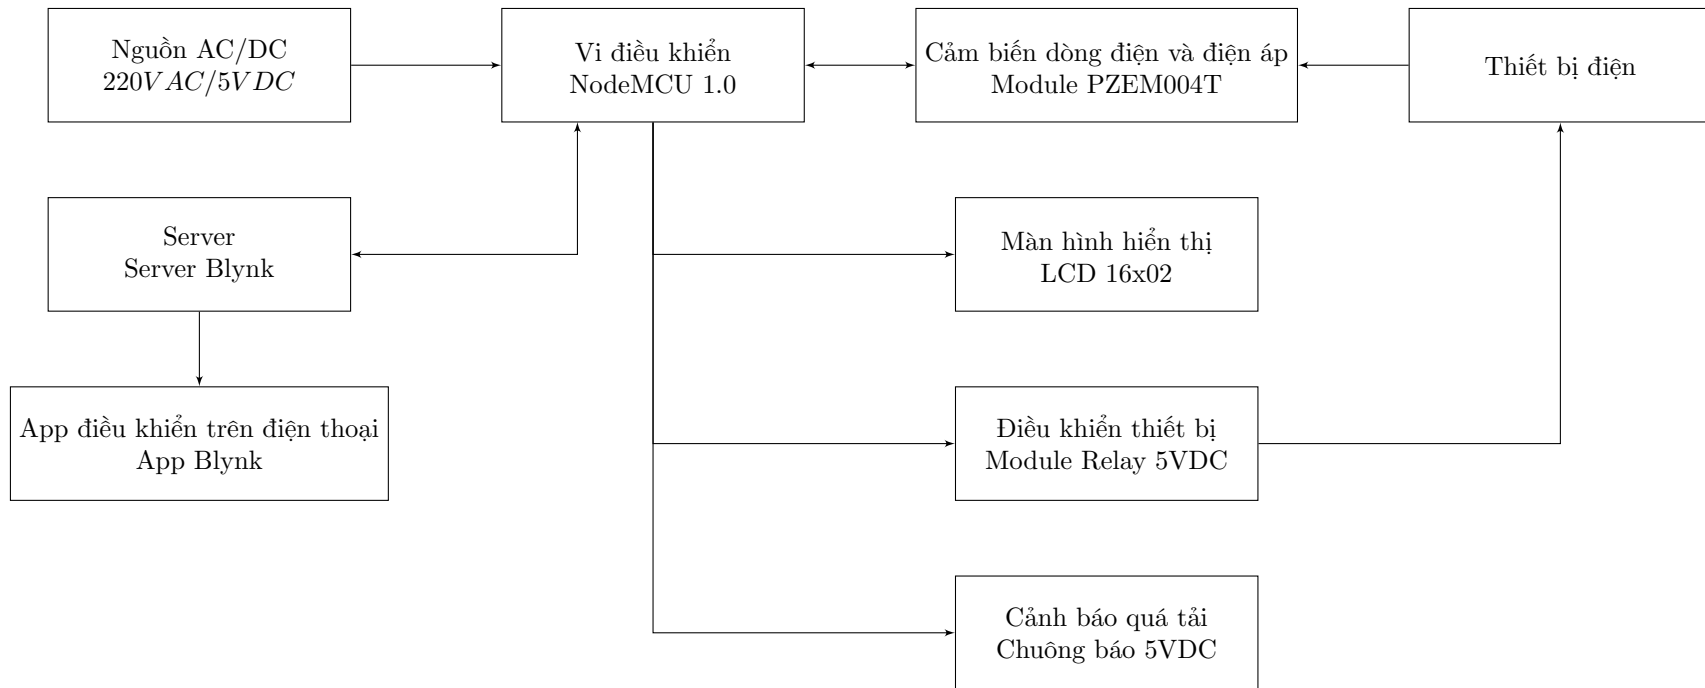 Nguồn AC/DC
220VAC/5VDC
Vi điều khiển
NodeMCU 1.0
Cảm biến dòng điện và điện áp
Module PZEM004T
Thiết bị điện
Server
Server Blynk
Màn hình hiển thị
LCD 16x02
App điều khiển trên điện thoại
App Blynk
Điều khiển thiết bị
Module Relay 5VDC
Cảnh báo quá tải
Chuông báo 5VDC